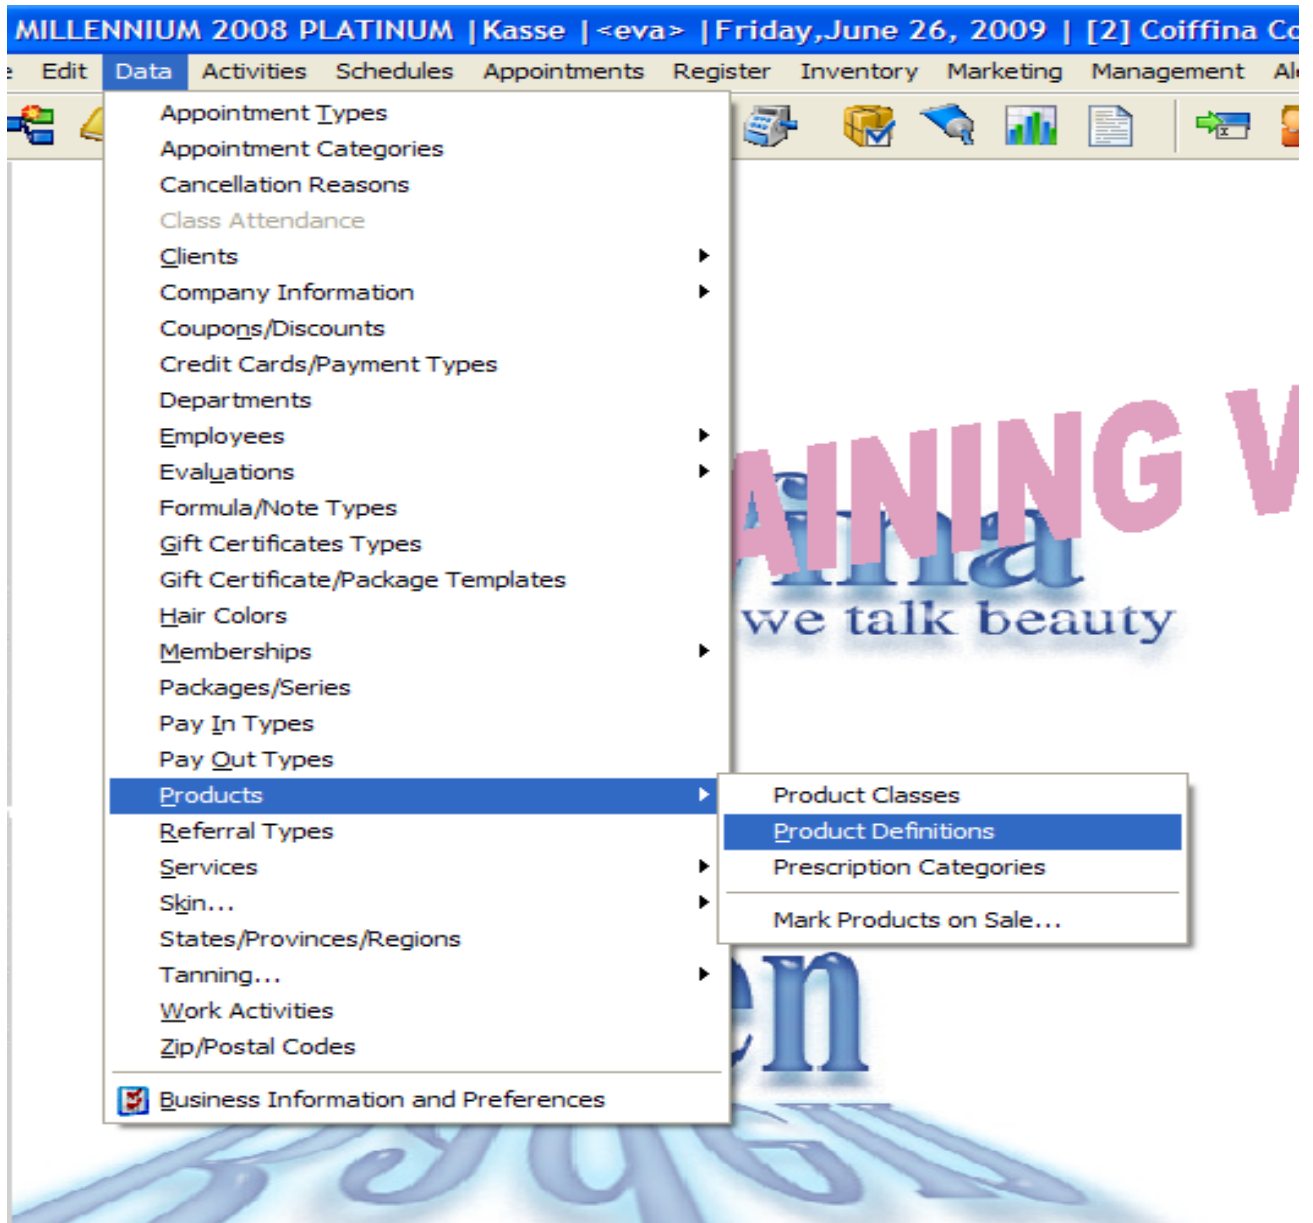 MILLENNIUM 2008 PLATINUM |Kasse |<eva> |Friday,June 26, 2009 | [2] Coiffina Co
Edit Data Activities Schedules Appointments Register Inventory Marketing Management
Appointment Types
Appointment Categories
Cancellation Reasons
Class Attendance
Clients
Company Information
Coupons/Discounts
Credit Cards/Payment Types
Departments
Employees
Evaluations
Formula/Note Types
Gift Certificates Types
Gift Certificate/Package Templates
Hair Colors
Memberships
Packages/Series
Pay In Types
Pay Out Types
Products
Referral Types
Services
Skin...
States/Provinces/Regions
Tanning...
Work Activities
Zip/Postal Codes
Business Information and Preferences
Product Classes
Product Definitions
Prescription Categories
Mark Products on Sale...
AINING V
ina
we talk beauty
en